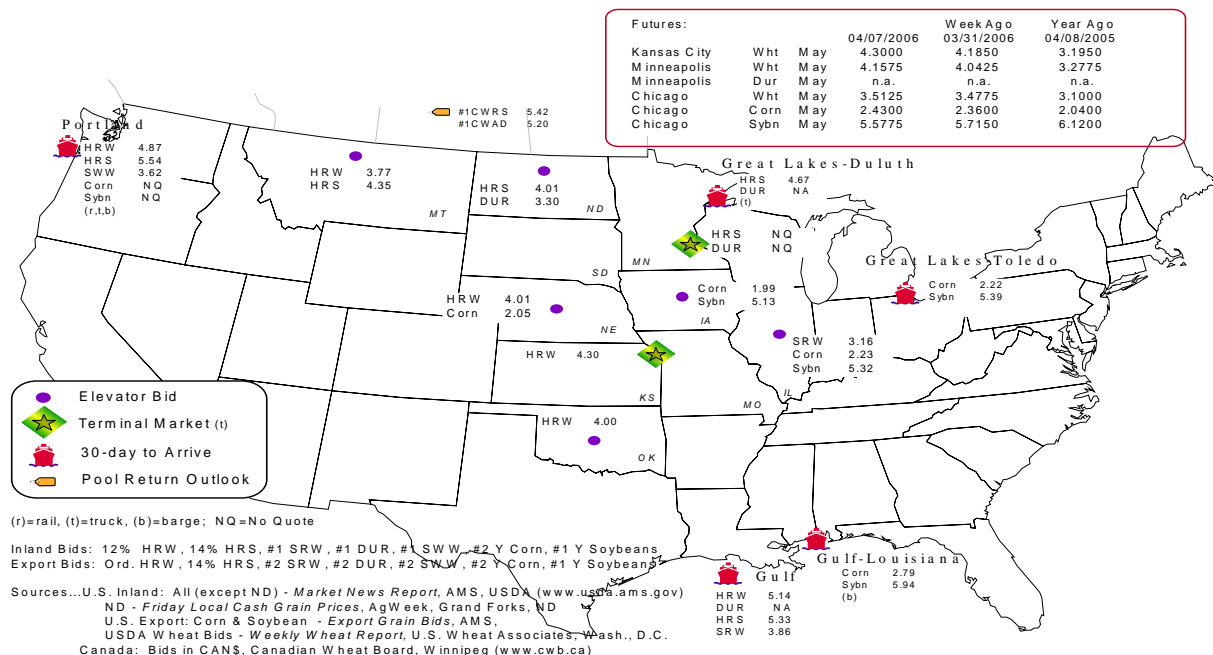 Futures: Week Ago Year Ago
04/07/2006 03/31/2006 04/08/2005
Kansas City Wht May 4.3000 4.1850 3.1950
Minneapolis Wht May 4.1575 4.0425 3.2775
Minneapolis Dur May n.a. n.a. n.a.
Chicago Wht May 3.5125 3.4775 3.1000
Chicago Corn May 2.4300 2.3600 2.0400
Chicago Sybn May 5.5775 5.7150 6.1200
#1CWRS 5.42
#1CWAD 5.20
Portland
HRW 4.87
HRS 5.54
SWW 3.62
Corn NQ
Sybn NQ
(r,t,b)
HRW 3.77
HRS 4.35
MT
HRS 4.01
DUR 3.30
ND
Great Lakes-Duluth
HRS 4.67
DUR NA
(t)
HRS NQ
DUR NQ
MN
SD
Great Lakes-Toledo
Corn 2.22
Sybn 5.39
HRW 4.01
Corn 2.05
NE
Corn 1.99
Sybn 5.13
IA
SRW 3.16
Corn 2.23
Sybn 5.32
IL
HRW 4.30
KS
MO
HRW 4.00
OK
Elevator Bid
Terminal Market (t)
30-day to Arrive
Pool Return Outlook
(r)=rail, (t)=truck, (b)=barge; NQ=No Quote
Inland Bids: 12% HRW, 14% HRS, #1 SRW, #1 DUR, #1 SWW, #2 Y Corn, #1 Y Soybeans
Export Bids: Ord. HRW, 14% HRS, #2 SRW, #2 DUR, #2 SWW, #2 Y Corn, #1 Y Soybeans
Gulf-Louisiana
Corn 2.79
Sybn 5.94
(b)
Gulf
HRW 5.14
DUR NA
HRS 5.33
SRW 3.86
Sources...U.S. Inland: All (except ND) - Market News Report, AMS, USDA (www.usda.ams.gov)
ND - Friday Local Cash Grain Prices, AgWeek, Grand Forks, ND
U.S. Export: Corn & Soybean - Export Grain Bids, AMS,
USDA Wheat Bids - Weekly Wheat Report, U.S. Wheat Associates, Wash., D.C.
Canada: Bids in CAN$, Canadian Wheat Board, Winnipeg (www.cwb.ca)